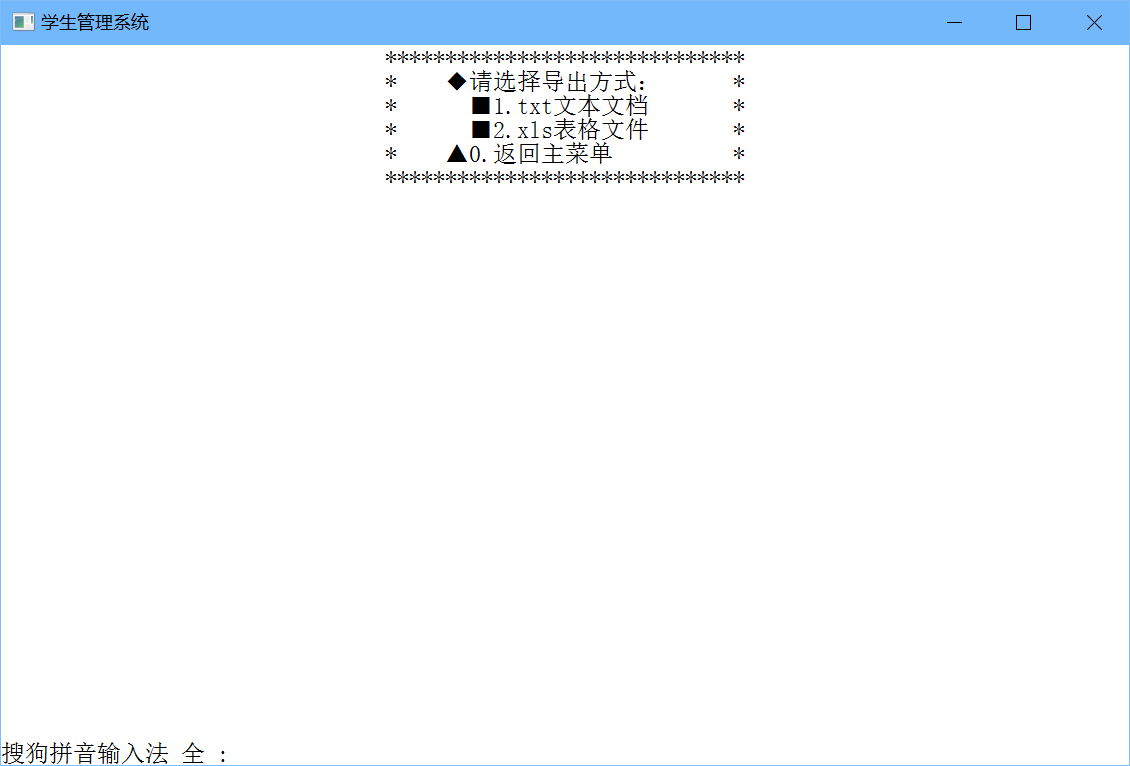 学生管理系统
******************************
*    ◆请选择导出方式:       *
*      ■1.txt文本文档       *
*      ■2.xls表格文件       *
*    ▲0.返回主菜单          *
******************************
搜狗拼音输入法 全 :